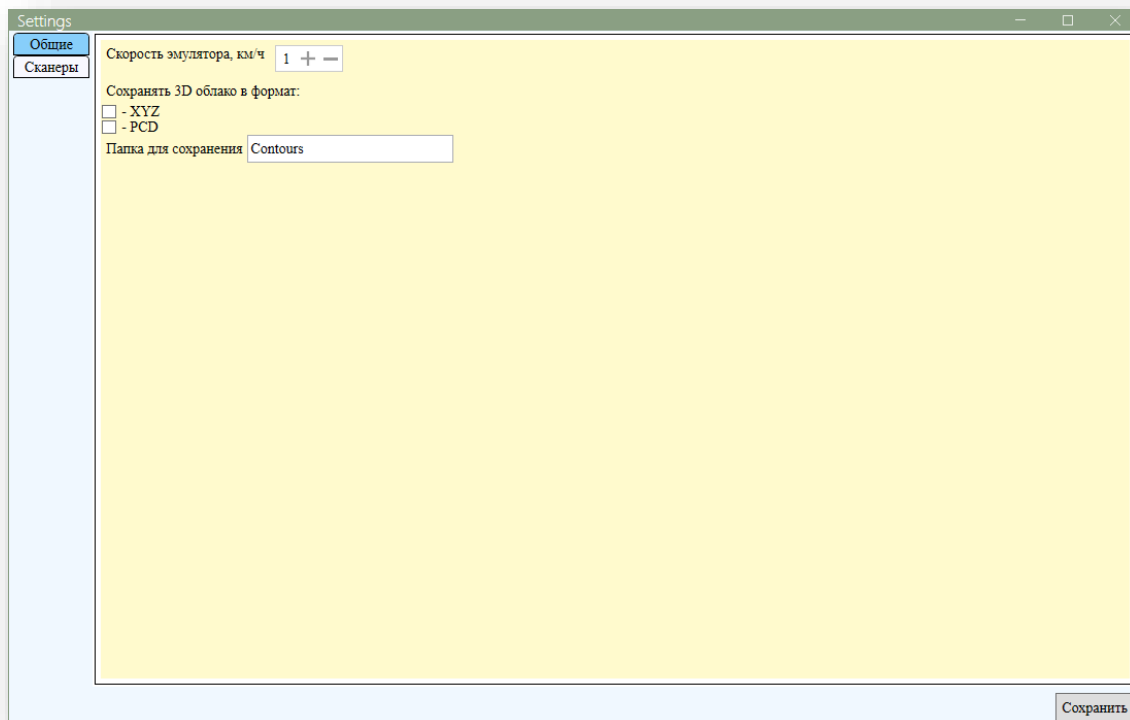 Settings
Общие
Сканеры
Скорость эмулятора, км/ч 1
Сохранять 3D облако в формат:
- XYZ
- PCD
Папка для сохранения Contours
Сохранить